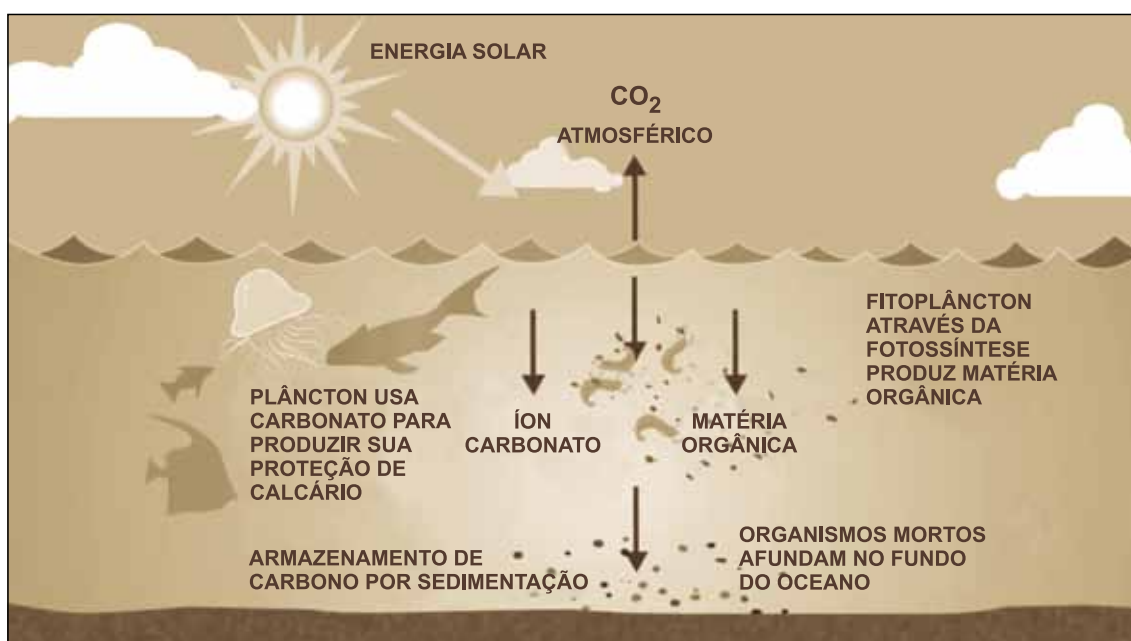 ENERGIA SOLAR
CO₂
ATMOSFÉRICO
FITOPLÂNCTON
ATRAVÉS DA
FOTOSSÍNTESE
PRODUZ MATÉRIA
ORGÂNICA
PLÂNCTON USA
CARBONATO PARA
PRODUZIR SUA
PROTEÇÃO DE
CALCÁRIO
ÍON
CARBONATO
MATÉRIA
ORGÂNICA
ARMAZENAMENTO DE
CARBONO POR SEDIMENTAÇÃO
ORGANISMOS MORTOS
AFUNDAM NO FUNDO
DO OCEANO